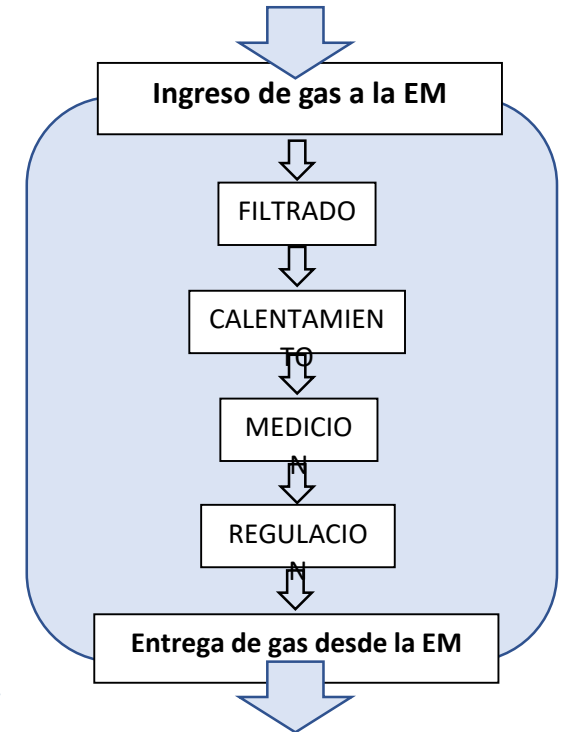 Ingreso de gas a la EM
FILTRADO
CALENTAMIEN
TO
MEDICIO
N
REGULACIO
N
Entrega de gas desde la EM